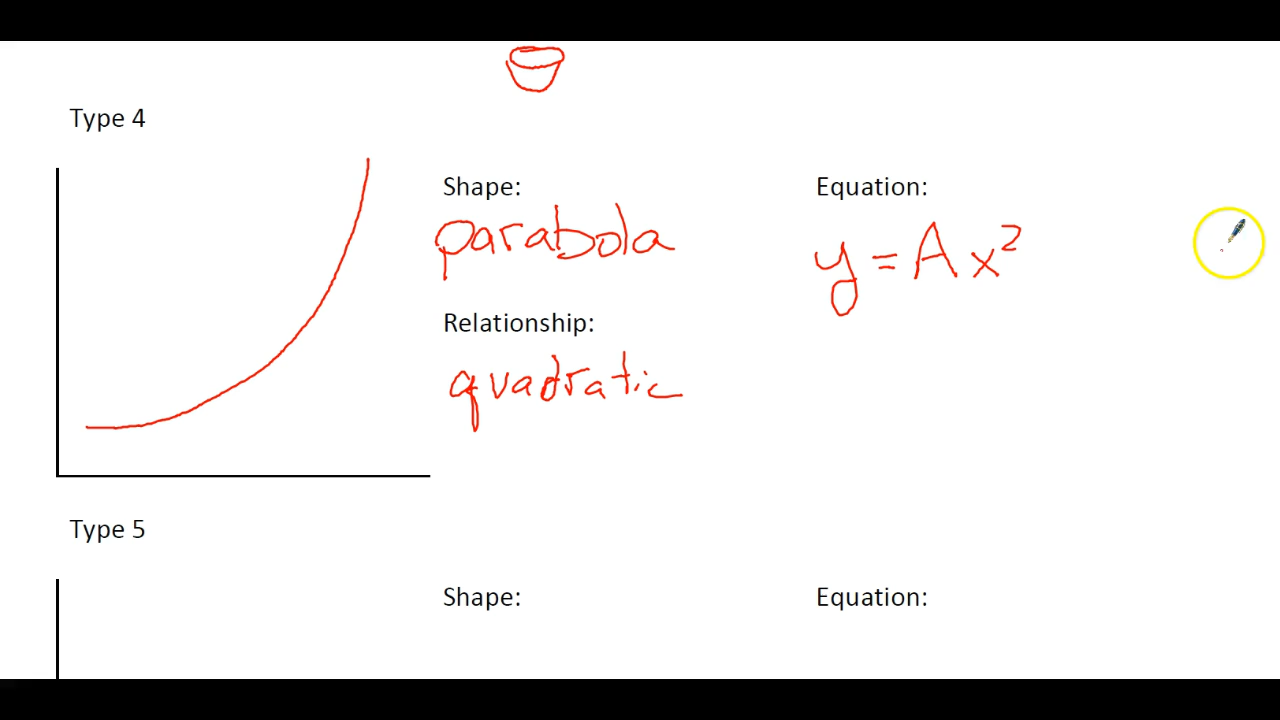 Type 4
Shape:
parabola
Equation:
y = Ax²
Relationship:
quadratic
Type 5
Shape:
Equation: